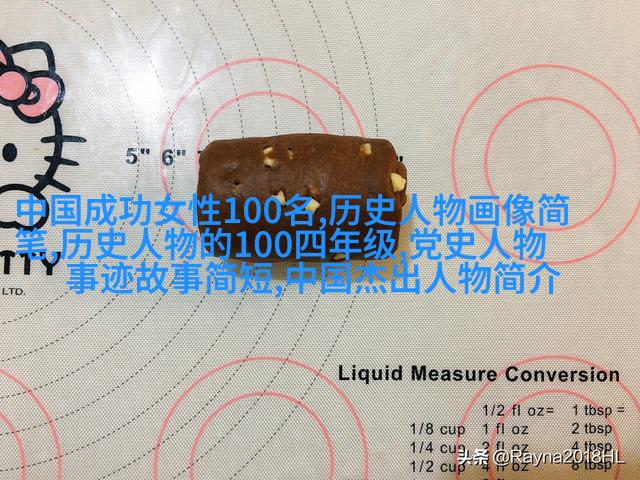 5" 6"
中国成功女性100名,历史人物画像简
笔,历史人物的100四年级,党史人物
事迹故事简短,中国杰出人物简介
TTY
LTD.
Liquid Measure Conversion
1/2 fl oz= 1 tbsp =
1/8 cup 1 fl oz 2 tbsp
1/4 cup 2 fl oz 4 tbsp
1/2 cup 4 fl oz 8 tbsp
头条 @Rayna2018HL